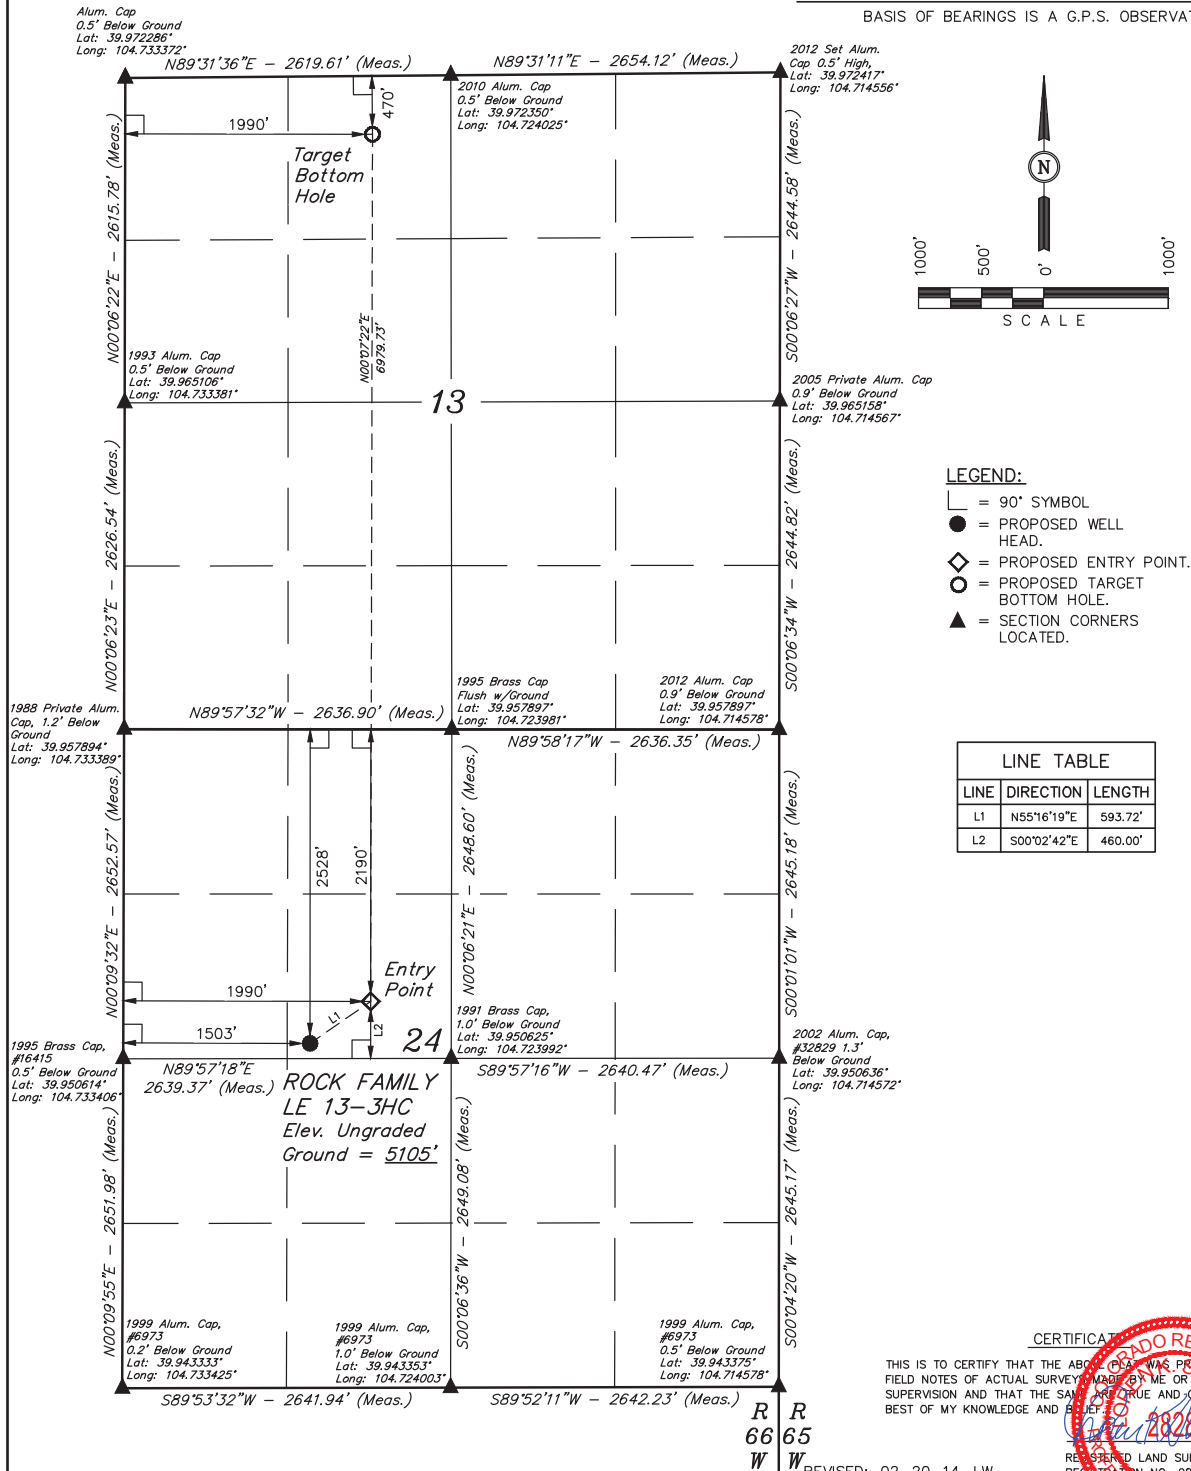 Alum. Cap
0.5' Below Ground
Lat: 39.972286°
Long: 104.733372°
BASIS OF BEARINGS IS A G.P.S.
N89°31'36"E – 2619.61' (Meas.)
N89°31'11"E – 2654.12' (Meas.)
2012 Set Alum.
Cap 0.5' High,
Lat: 39.972417°
Long: 104.714556°
2010 Alum. Cap
0.5' Below Ground
Lat: 39.972350°
Long: 104.724025°
470'
1990'
Target
Bottom
Hole
N00°06'22"E – 2615.78' (Meas.)
S00°06'27"W – 2644.58' (Meas.)
N
1000'
500'
0'
1000'
SCALE
N00°07'22"E
6979.73'
1993 Alum. Cap
0.5' Below Ground
Lat: 39.965106°
Long: 104.733381°
13
2005 Private Alum. Cap
0.9' Below Ground
Lat: 39.965158°
Long: 104.714567°
N00°06'23"E – 2626.54' (Meas.)
S00°06'34"W – 2644.82' (Meas.)
LEGEND:
= 90° SYMBOL
= PROPOSED WELL
HEAD.
= PROPOSED ENTRY POINT.
= PROPOSED TARGET
BOTTOM HOLE.
= SECTION CORNERS
LOCATED.
1988 Private Alum.
Cap, 1.2' Below
Ground
Lat: 39.957894°
Long: 104.733389°
N89°57'32"W – 2636.90' (Meas.)
1995 Brass Cap
Flush w/Ground
Lat: 39.957897°
Long: 104.723981°
2012 Alum. Cap
0.9' Below Ground
Lat: 39.957897°
Long: 104.714578°
N89°58'17"W – 2636.35' (Meas.)
LINE TABLE
LINE DIRECTION LENGTH
L1 N55°16'19"E 593.72'
L2 S00°02'42"E 460.00'
N00°09'32"E – 2652.57' (Meas.)
2528'
2190'
N00°06'21"E – 2648.60' (Meas.)
S00°01'01"W – 2645.18' (Meas.)
Entry
Point
1990'
1503'
L1
L2
24
1991 Brass Cap,
1.0' Below Ground
Lat: 39.950625°
Long: 104.723992°
1995 Brass Cap,
#16415
0.5' Below Ground
Lat: 39.950614°
Long: 104.733406°
2002 Alum. Cap,
#32829 1.3'
Below Ground
Lat: 39.950636°
Long: 104.714572°
N89°57'18"E
2639.37' (Meas.)
S89°57'16"W – 2640.47' (Meas.)
ROCK FAMILY
LE 13–3HC
Elev. Ungraded
Ground = 5105'
N00°09'55"E – 2651.98' (Meas.)
S00°06'36"W – 2649.08' (Meas.)
S00°04'20"W – 2645.17' (Meas.)
1999 Alum. Cap,
#6973
0.2' Below Ground
Lat: 39.943333°
Long: 104.733425°
1999 Alum. Cap,
#6973
1.0' Below Ground
Lat: 39.943353°
Long: 104.724003°
1999 Alum. Cap,
#6973
0.5' Below Ground
Lat: 39.943375°
Long: 104.714578°
S89°53'32"W – 2641.94' (Meas.)
S89°52'11"W – 2642.23' (Meas.)
R R
66 65
W W
THIS IS TO CERTIFY THAT THE ABOVE PLAT WAS
FIELD NOTES OF ACTUAL SURVEYS MADE BY ME OR
SUPERVISION AND THAT THE SAME ARE TRUE AND
BEST OF MY KNOWLEDGE AND BELIEF.
COLORADO
LOREN K.
REGISTERED LAND